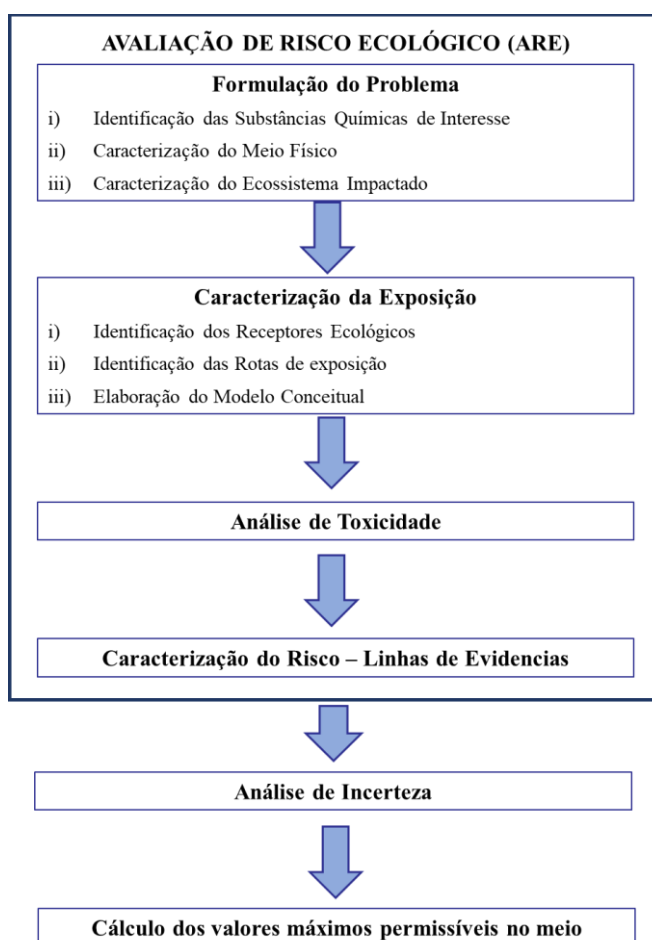 AVALIAÇÃO DE RISCO ECOLÓGICO (ARE)
Formulação do Problema
i) Identificação das Substâncias Químicas de Interesse
ii) Caracterização do Meio Físico
iii) Caracterização do Ecossistema Impactado
Caracterização da Exposição
i) Identificação dos Receptores Ecológicos
ii) Identificação das Rotas de exposição
iii) Elaboração do Modelo Conceitual
Análise de Toxicidade
Caracterização do Risco – Linhas de Evidencias
Análise de Incerteza
Cálculo dos valores máximos permissíveis no meio